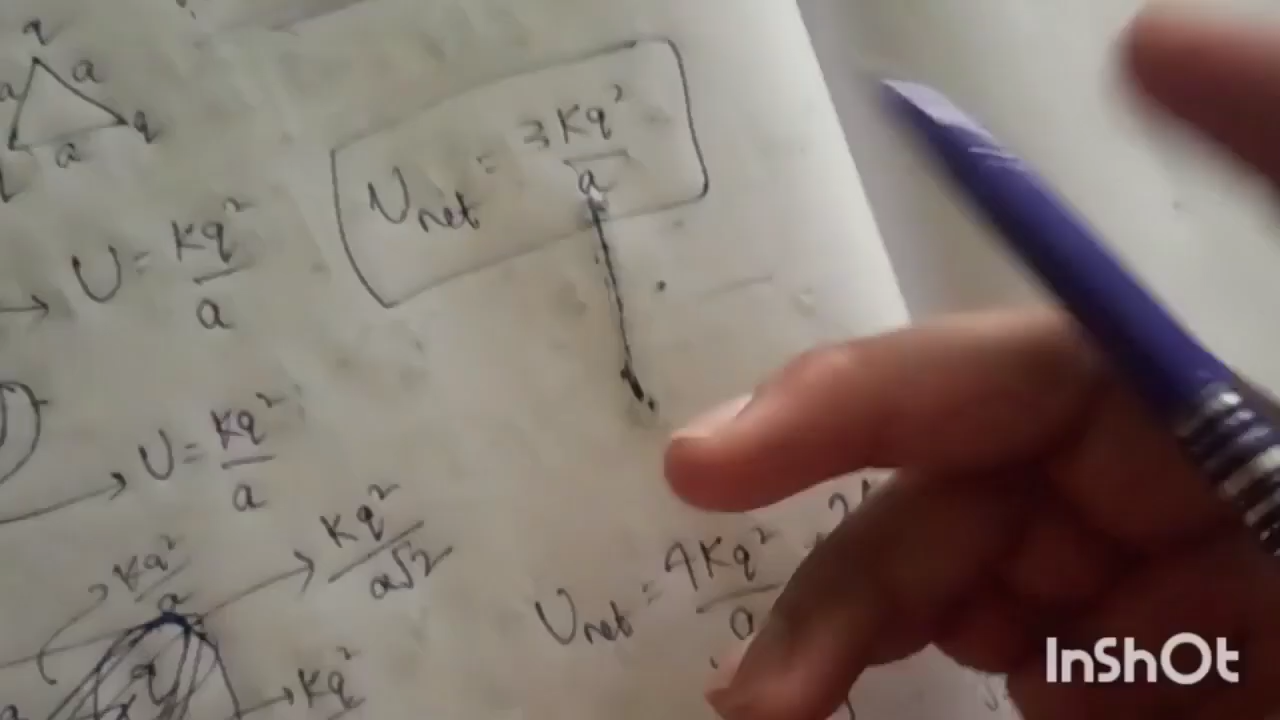 q
a a
q
a
U = Kq²/a
U_net = 3Kq²/a
U = Kq²/a
Kq²/a
Kq²/a√2
U_net = 4Kq²/a +
q
Kq²
InShOt